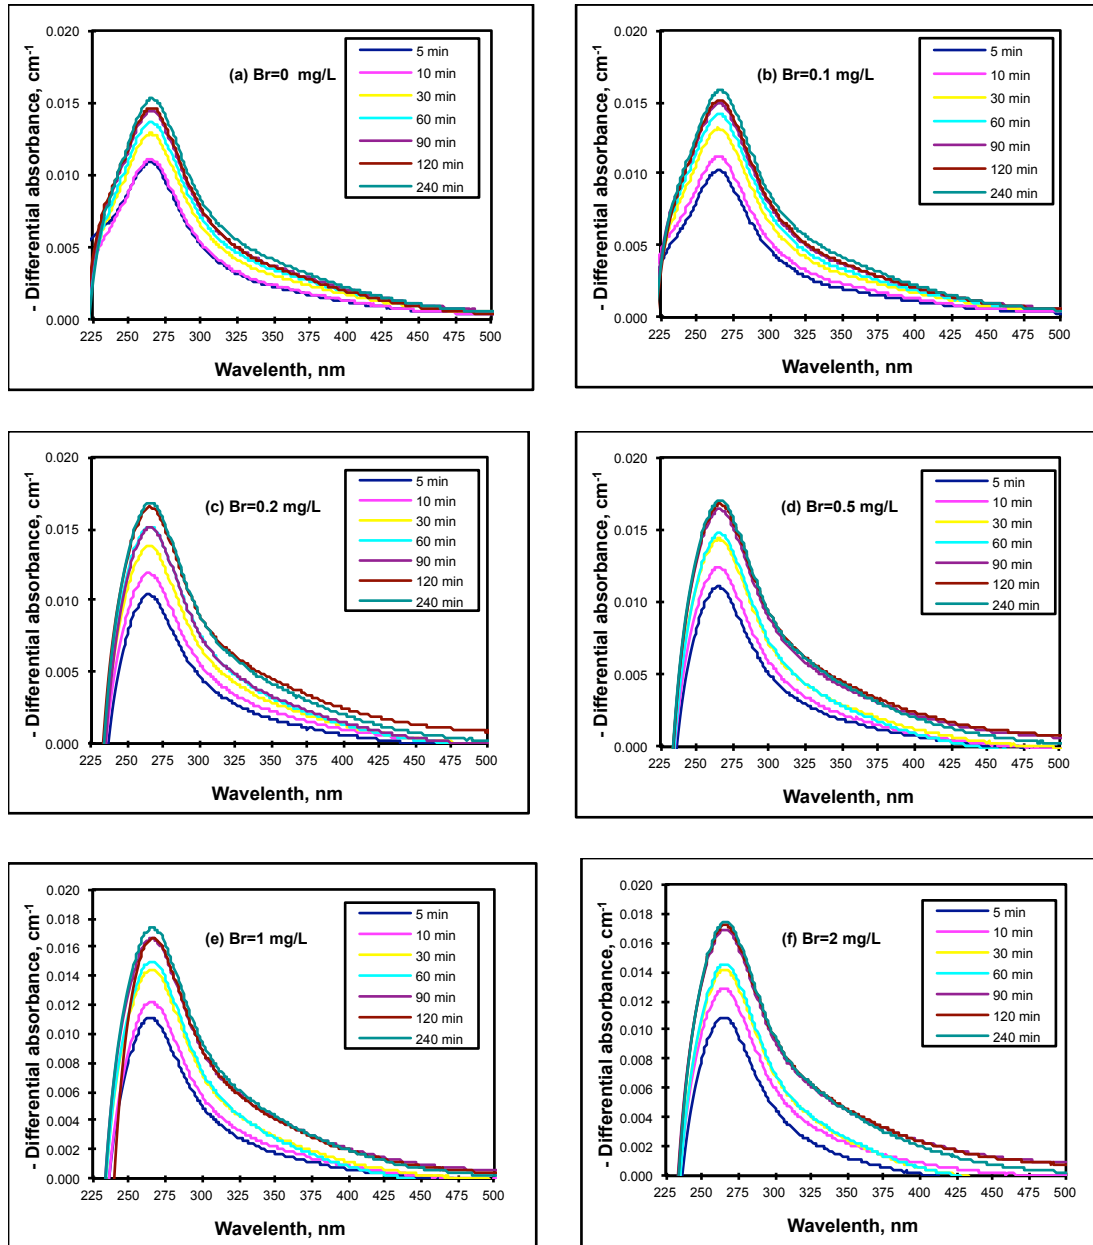 (a) Br=0 mg/L
- Differential absorbance, cm-1
0.020
0.015
0.010
0.005
0.000
5 min
10 min
30 min
60 min
90 min
120 min
240 min
225 250 275 300 325 350 375 400 425 450 475 500
Wavelenth, nm
(b) Br=0.1 mg/L
- Differential absorbance, cm-1
0.020
0.015
0.010
0.005
0.000
5 min
10 min
30 min
60 min
90 min
120 min
240 min
225 250 275 300 325 350 375 400 425 450 475 500
Wavelenth, nm
(c) Br=0.2 mg/L
- Differential absorbance, cm-1
0.020
0.015
0.010
0.005
0.000
5 min
10 min
30 min
60 min
90 min
120 min
240 min
225 250 275 300 325 350 375 400 425 450 475 500
Wavelenth, nm
(d) Br=0.5 mg/L
- Differential absorbance, cm-1
0.020
0.015
0.010
0.005
0.000
5 min
10 min
30 min
60 min
90 min
120 min
240 min
225 250 275 300 325 350 375 400 425 450 475 500
Wavelenth, nm
(e) Br=1 mg/L
- Differential absorbance, cm-1
0.020
0.018
0.016
0.014
0.012
0.010
0.008
0.006
0.004
0.002
0.000
5 min
10 min
30 min
60 min
90 min
120 min
240 min
225 250 275 300 325 350 375 400 425 450 475 500
Wavelenth, nm
(f) Br=2 mg/L
- Differential absorbance, cm-1
0.020
0.018
0.016
0.014
0.012
0.010
0.008
0.006
0.004
0.002
0.000
5 min
10 min
30 min
60 min
90 min
120 min
240 min
225 250 275 300 325 350 375 400 425 450 475 500
Wavelenth, nm